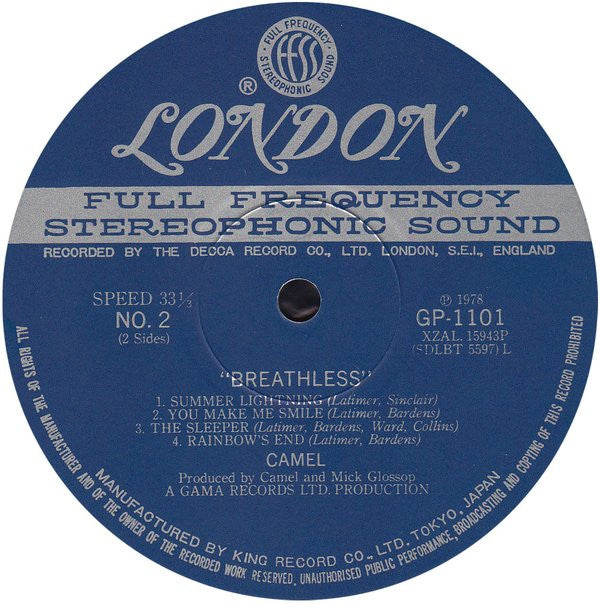 FULL FREQUENCY
ffss
STEREOPHONIC SOUND
®
LONDON
FULL FREQUENCY
STEREOPHONIC SOUND
RECORDED BY THE DECCA RECORD CO., LTD. LONDON, S.E.I., ENGLAND
SPEED 33⅓
NO. 2
(2 Sides)
Ⓟ 1978
GP-1101
XZAL. 15943P
(SDLBT 5597) L
"BREATHLESS"
1. SUMMER LIGHTNING (Latimer, Sinclair)
2. YOU MAKE ME SMILE (Latimer, Bardens)
3. THE SLEEPER (Latimer, Bardens, Ward, Collins)
4. RAINBOW'S END (Latimer, Bardens)
CAMEL
Produced by Camel and Mick Glossop
A GAMA RECORDS LTD. PRODUCTION
MANUFACTURED BY KING RECORD CO., LTD. TOKYO, JAPAN
ALL RIGHTS OF THE MANUFACTURER AND OF THE OWNER OF THE RECORDED WORK RESERVED, UNAUTHORISED PUBLIC PERFORMANCE, BROADCASTING AND COPYING OF THIS RECORD PROHIBITED